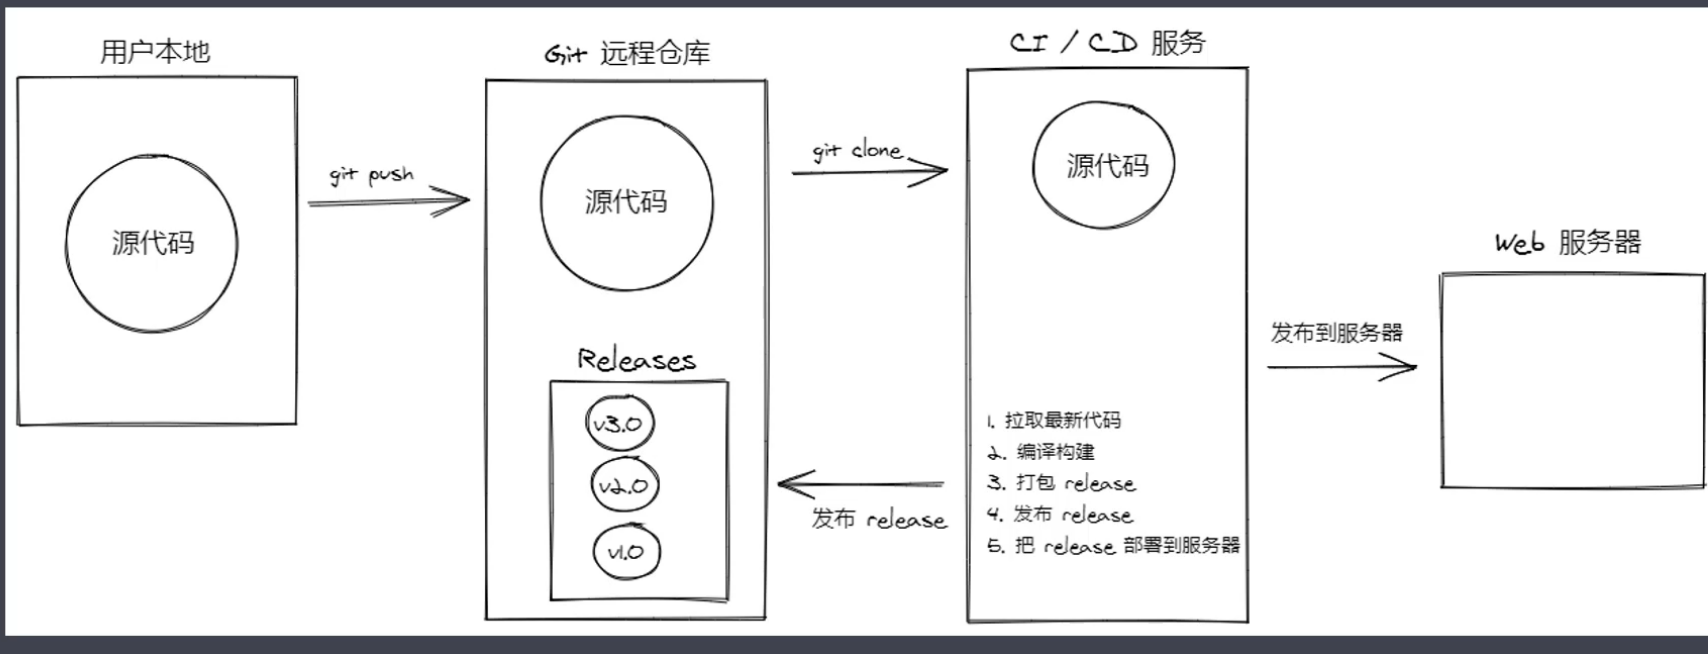 用户本地
源代码
git push
Git 远程仓库
源代码
Releases
v3.0
v2.0
v1.0
git clone
发布 release
CI / CD 服务
源代码
1. 拉取最新代码
2. 编译构建
3. 打包 release
4. 发布 release
5. 把 release 部署到服务器
发布到服务器
Web 服务器